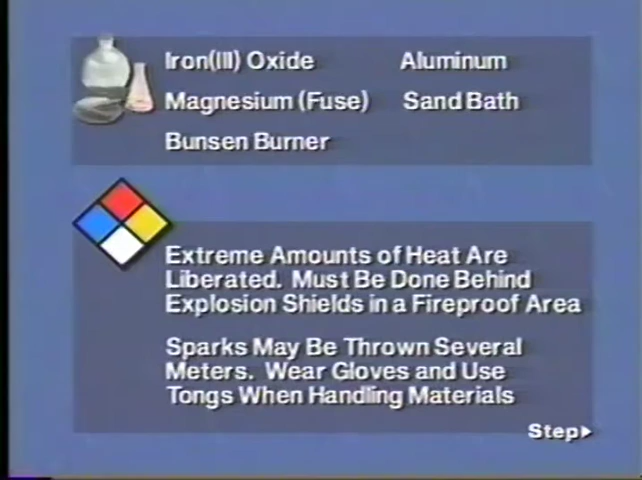 Iron(III) Oxide Aluminum
Magnesium (Fuse) Sand Bath
Bunsen Burner
Extreme Amounts of Heat Are
Liberated. Must Be Done Behind
Explosion Shields in a Fireproof Area
Sparks May Be Thrown Several
Meters. Wear Gloves and Use
Tongs When Handling Materials
Step▶